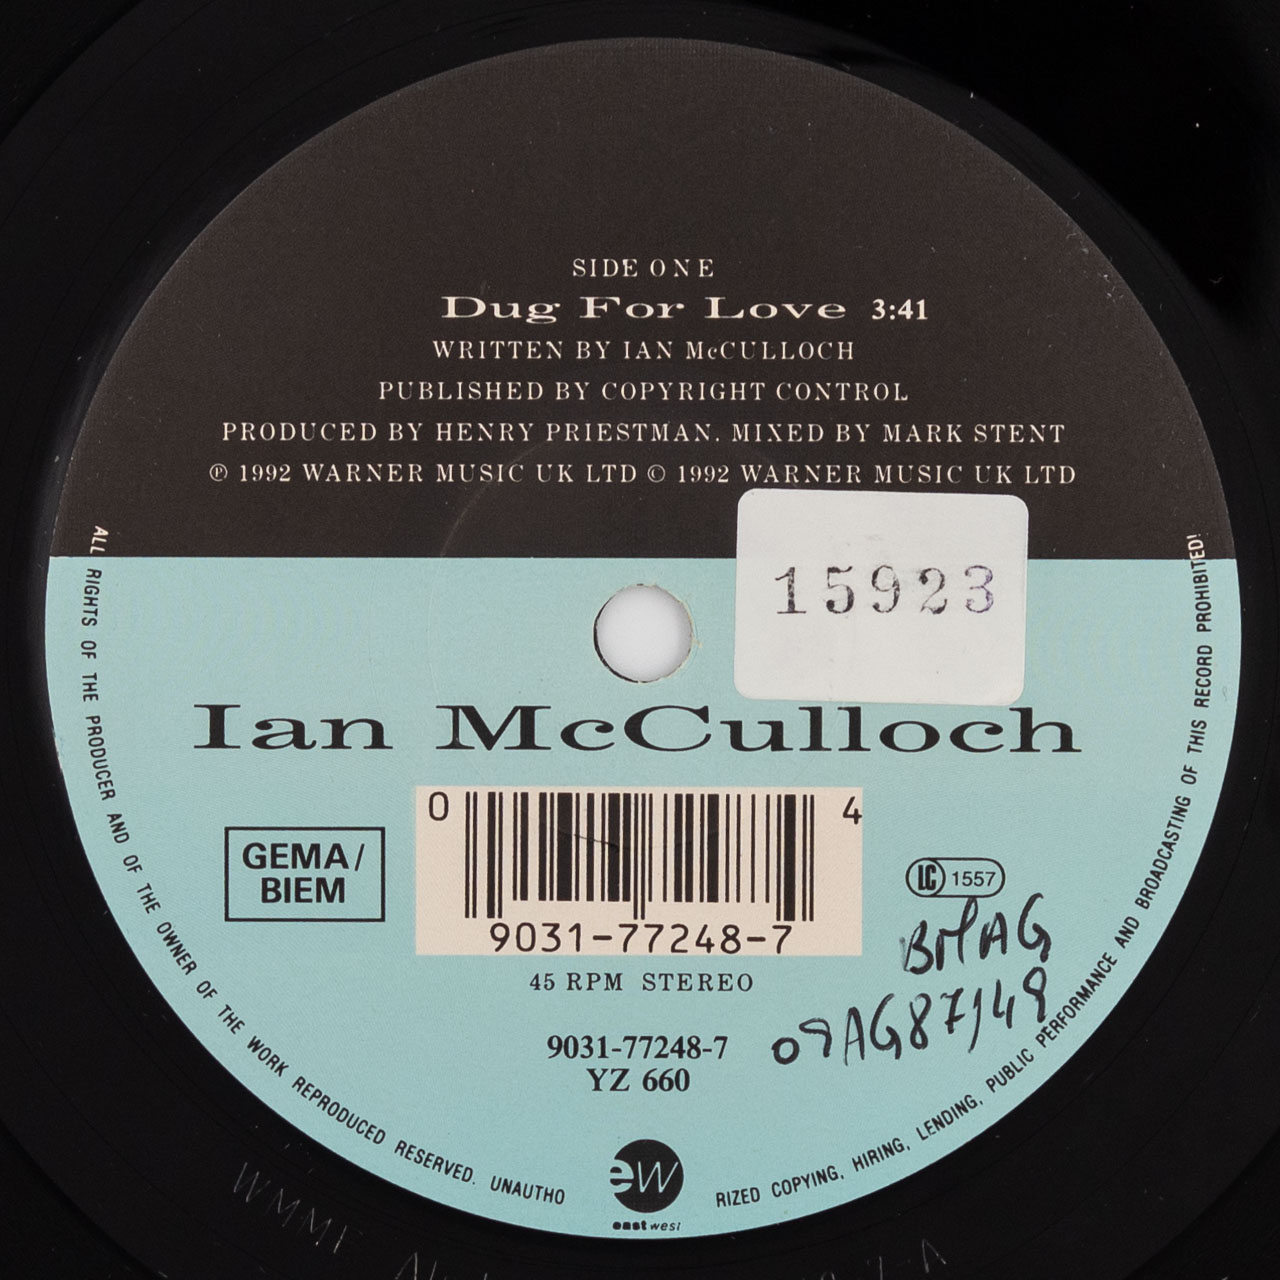 SIDE ONE
Dug For Love 3:41
WRITTEN BY IAN McCULLOCH
PUBLISHED BY COPYRIGHT CONTROL
PRODUCED BY HENRY PRIESTMAN. MIXED BY MARK STENT
℗ 1992 WARNER MUSIC UK LTD © 1992 WARNER MUSIC UK LTD
15923
Ian McCulloch
0 4
9031-77248-7
GEMA/
BIEM
LC 1557
BMAG
09AG87/149
45 RPM STEREO
9031-77248-7
YZ 660
ew
east west
ALL RIGHTS OF THE PRODUCER AND OF THE OWNER OF THE WORK REPRODUCED RESERVED. UNAUTHO RIZED COPYING, HIRING, LENDING, PUBLIC PERFORMANCE AND BROADCASTING OF THIS RECORD PROHIBITED!
WMME